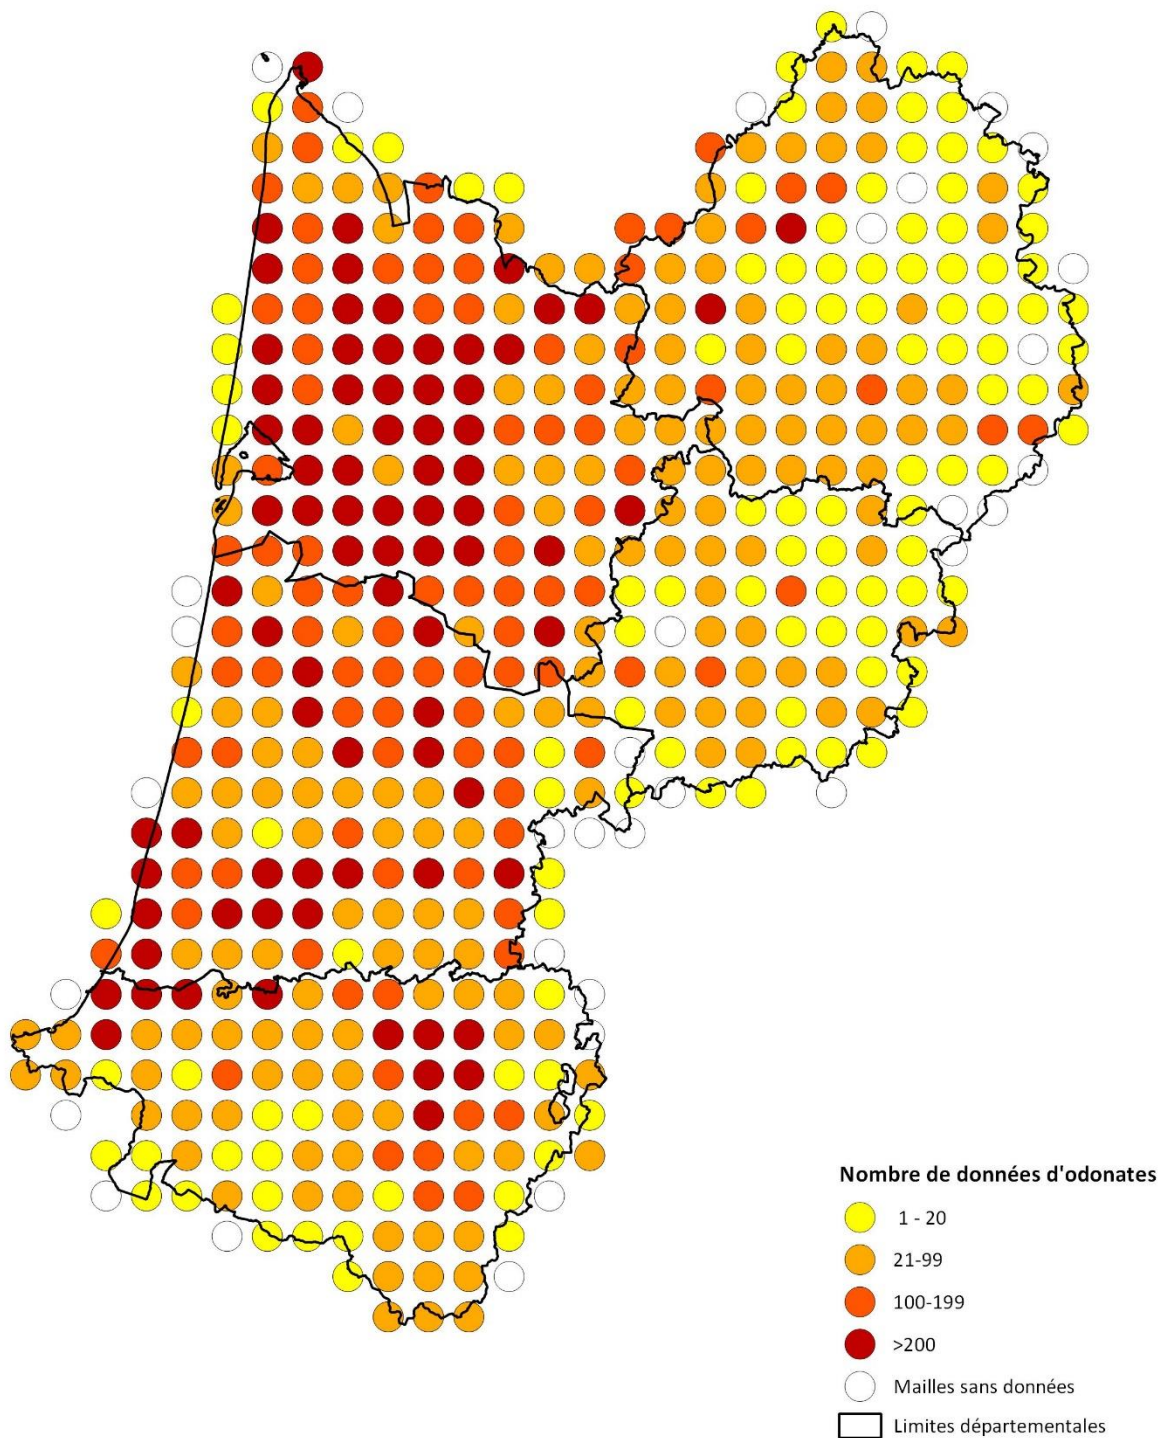 Nombre de données d'odonates
1 - 20
21-99
100-199
>200
Mailles sans données
Limites départementales